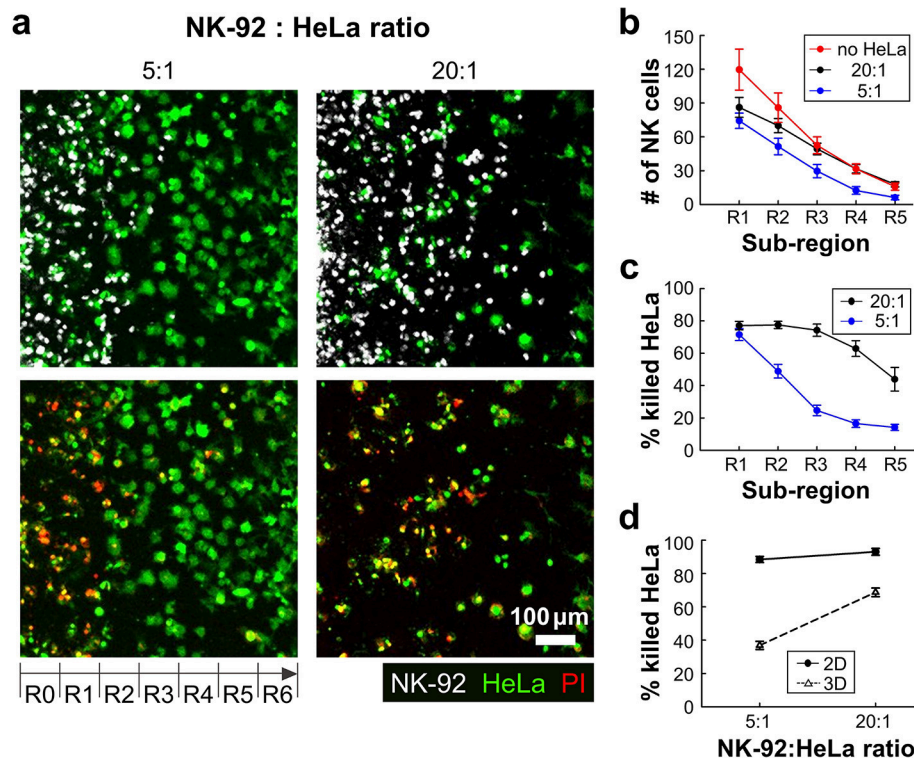 a
NK-92 : HeLa ratio
5:1
20:1
100 µm
R0 R1 R2 R3 R4 R5 R6
NK-92 HeLa PI
b
# of NK cells
150
120
90
60
30
0
no HeLa
20:1
5:1
R1 R2 R3 R4 R5
Sub-region
c
% killed HeLa
100
80
60
40
20
0
20:1
5:1
R1 R2 R3 R4 R5
Sub-region
d
% killed HeLa
100
80
60
40
20
0
2D
3D
5:1 20:1
NK-92:HeLa ratio